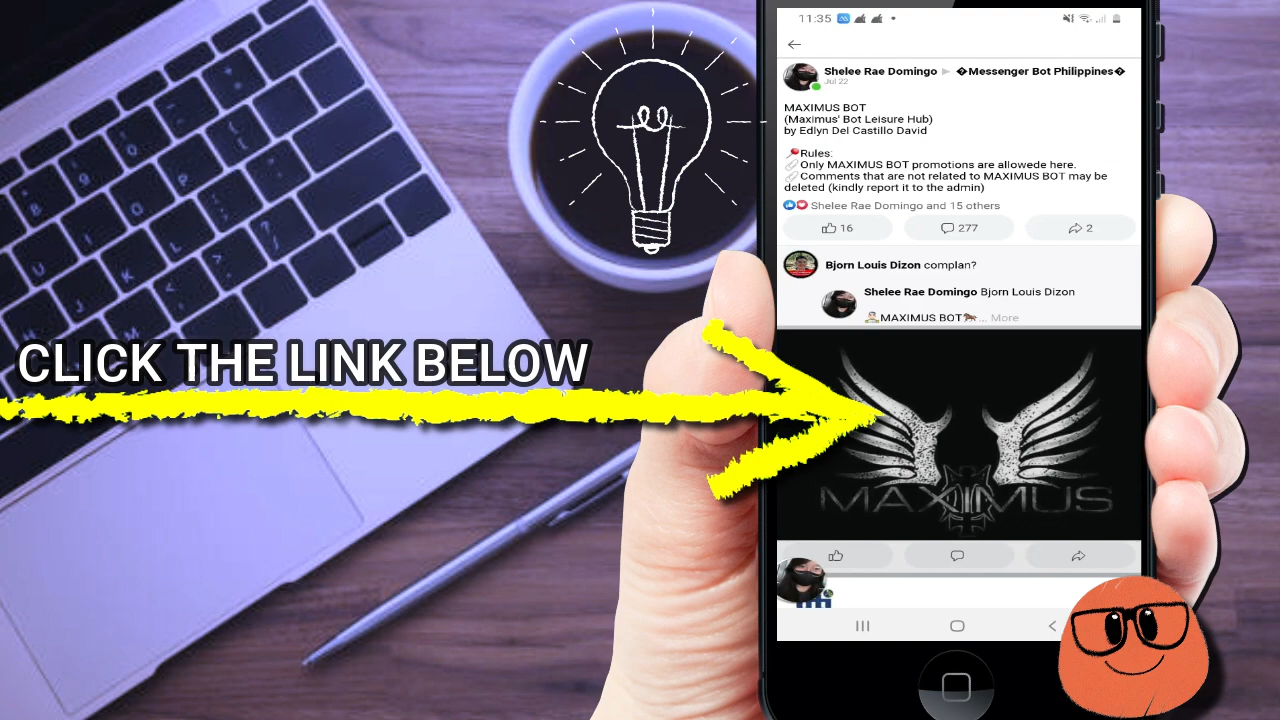 CLICK THE LINK BELOW
11:35
Shelee Rae Domingo ▶ �Messenger Bot Philippines�
Jul 22
MAXIMUS BOT
(Maximus' Bot Leisure Hub)
by Edlyn Del Castillo David
📍Rules:
📎Only MAXIMUS BOT promotions are allowede here.
📎Comments that are not related to MAXIMUS BOT may be
deleted (kindly report it to the admin)
Shelee Rae Domingo and 15 others
16
277
2
Bjorn Louis Dizon complan?
Shelee Rae Domingo Bjorn Louis Dizon
MAXIMUS BOT🐎... More
MAXIMUS